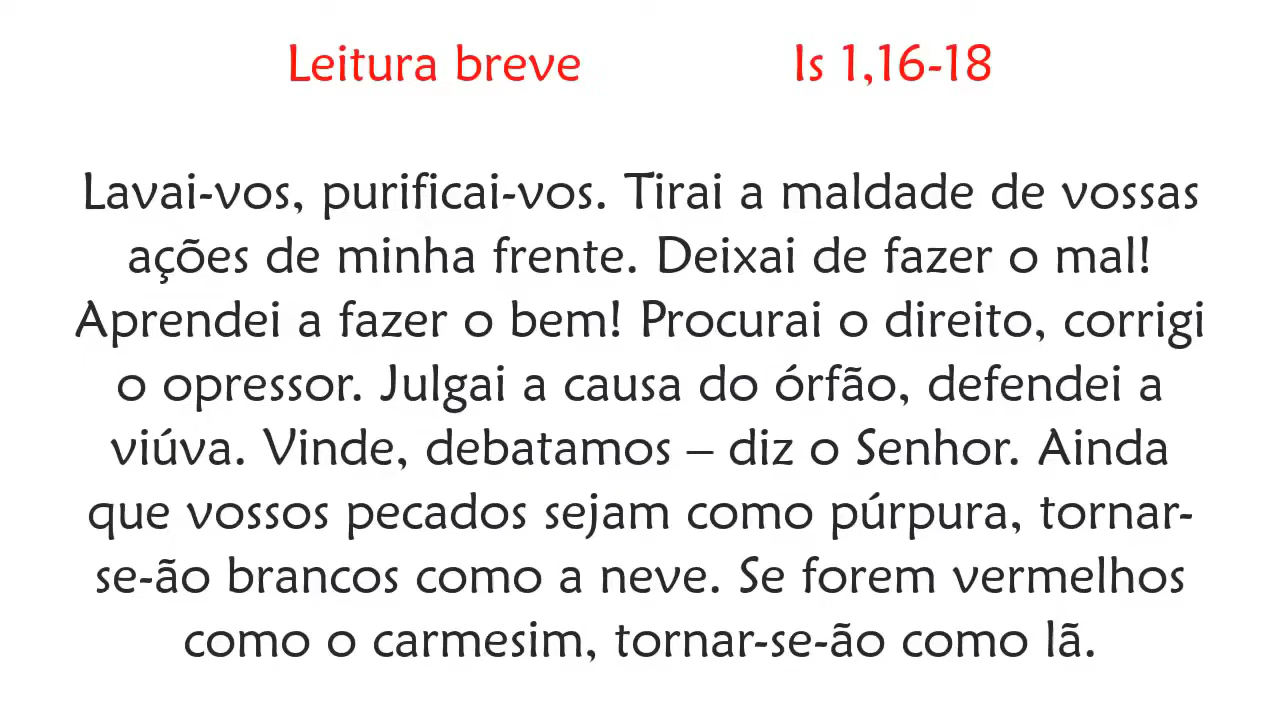 Leitura breve Is 1,16-18
Lavai-vos, purificai-vos. Tirai a maldade de vossas
ações de minha frente. Deixai de fazer o mal!
Aprendei a fazer o bem! Procurai o direito, corrigi
o opressor. Julgai a causa do órfão, defendei a
viúva. Vinde, debatamos – diz o Senhor. Ainda
que vossos pecados sejam como púrpura, tornar-
se-ão brancos como a neve. Se forem vermelhos
como o carmesim, tornar-se-ão como lã.